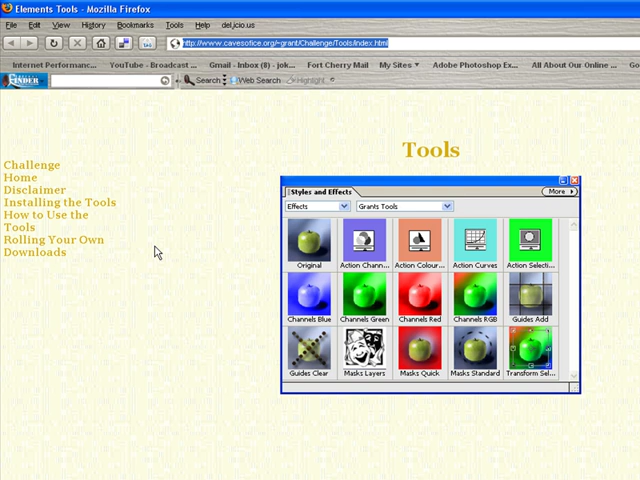 Elements Tools - Mozilla Firefox
File Edit View History Bookmarks Tools Help del.icio.us
http://www.cavesofice.org/~grant/Challenge/Tools/index.html
Internet Performanc... YouTube - Broadcast ... Gmail - Inbox (8) - jok... Fort Cherry Mail My Sites Adobe Photoshop Ex... All About Our Online ... Go
FINDER Search Web Search Highlight
Tools
Challenge
Home
Disclaimer
Installing the Tools
How to Use the
Tools
Rolling Your Own
Downloads
Styles and Effects More
Effects Grants Tools
Original Action Chann... Action Colour... Action Curves Action Selecti...
Channels Blue Channels Green Channels Red Channels RGB Guides Add
Guides Clear Masks Layers Masks Quick Masks Standard Transform Sel...